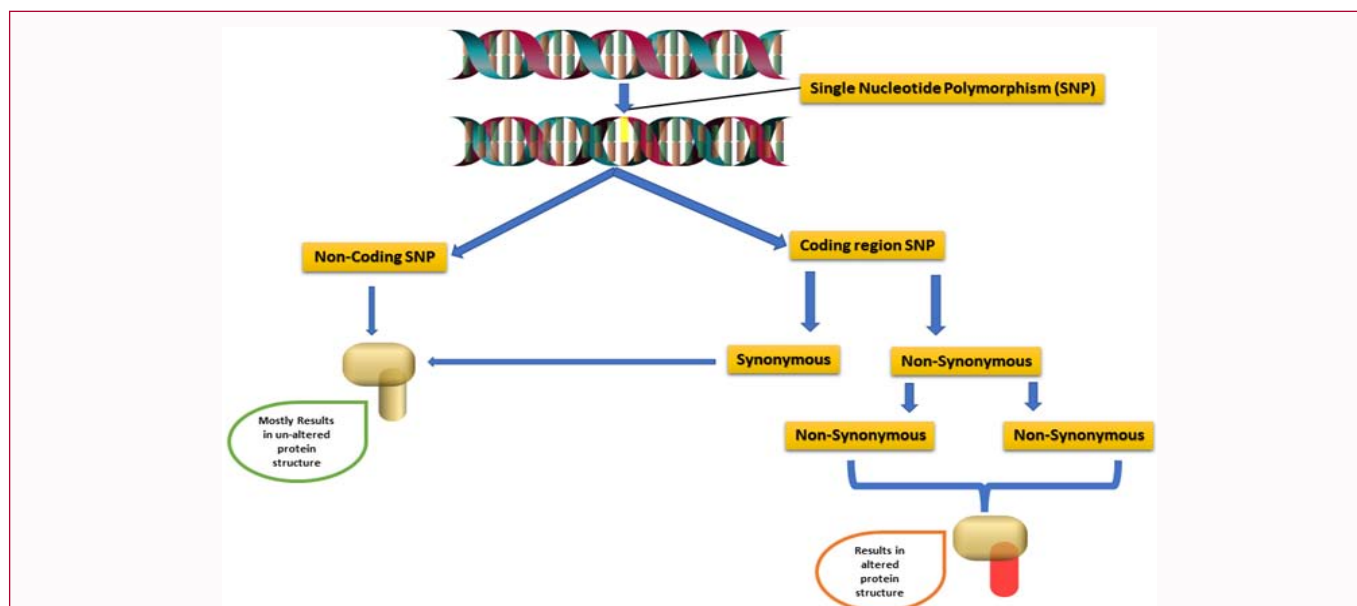 Single Nucleotide Polymorphism (SNP)
Coding region SNP
Non-Coding SNP
Synonymous
Non-Synonymous
Mostly Results
in un-altered
protein
structure
Non-Synonymous
Non-Synonymous
Results in
altered
protein
structure